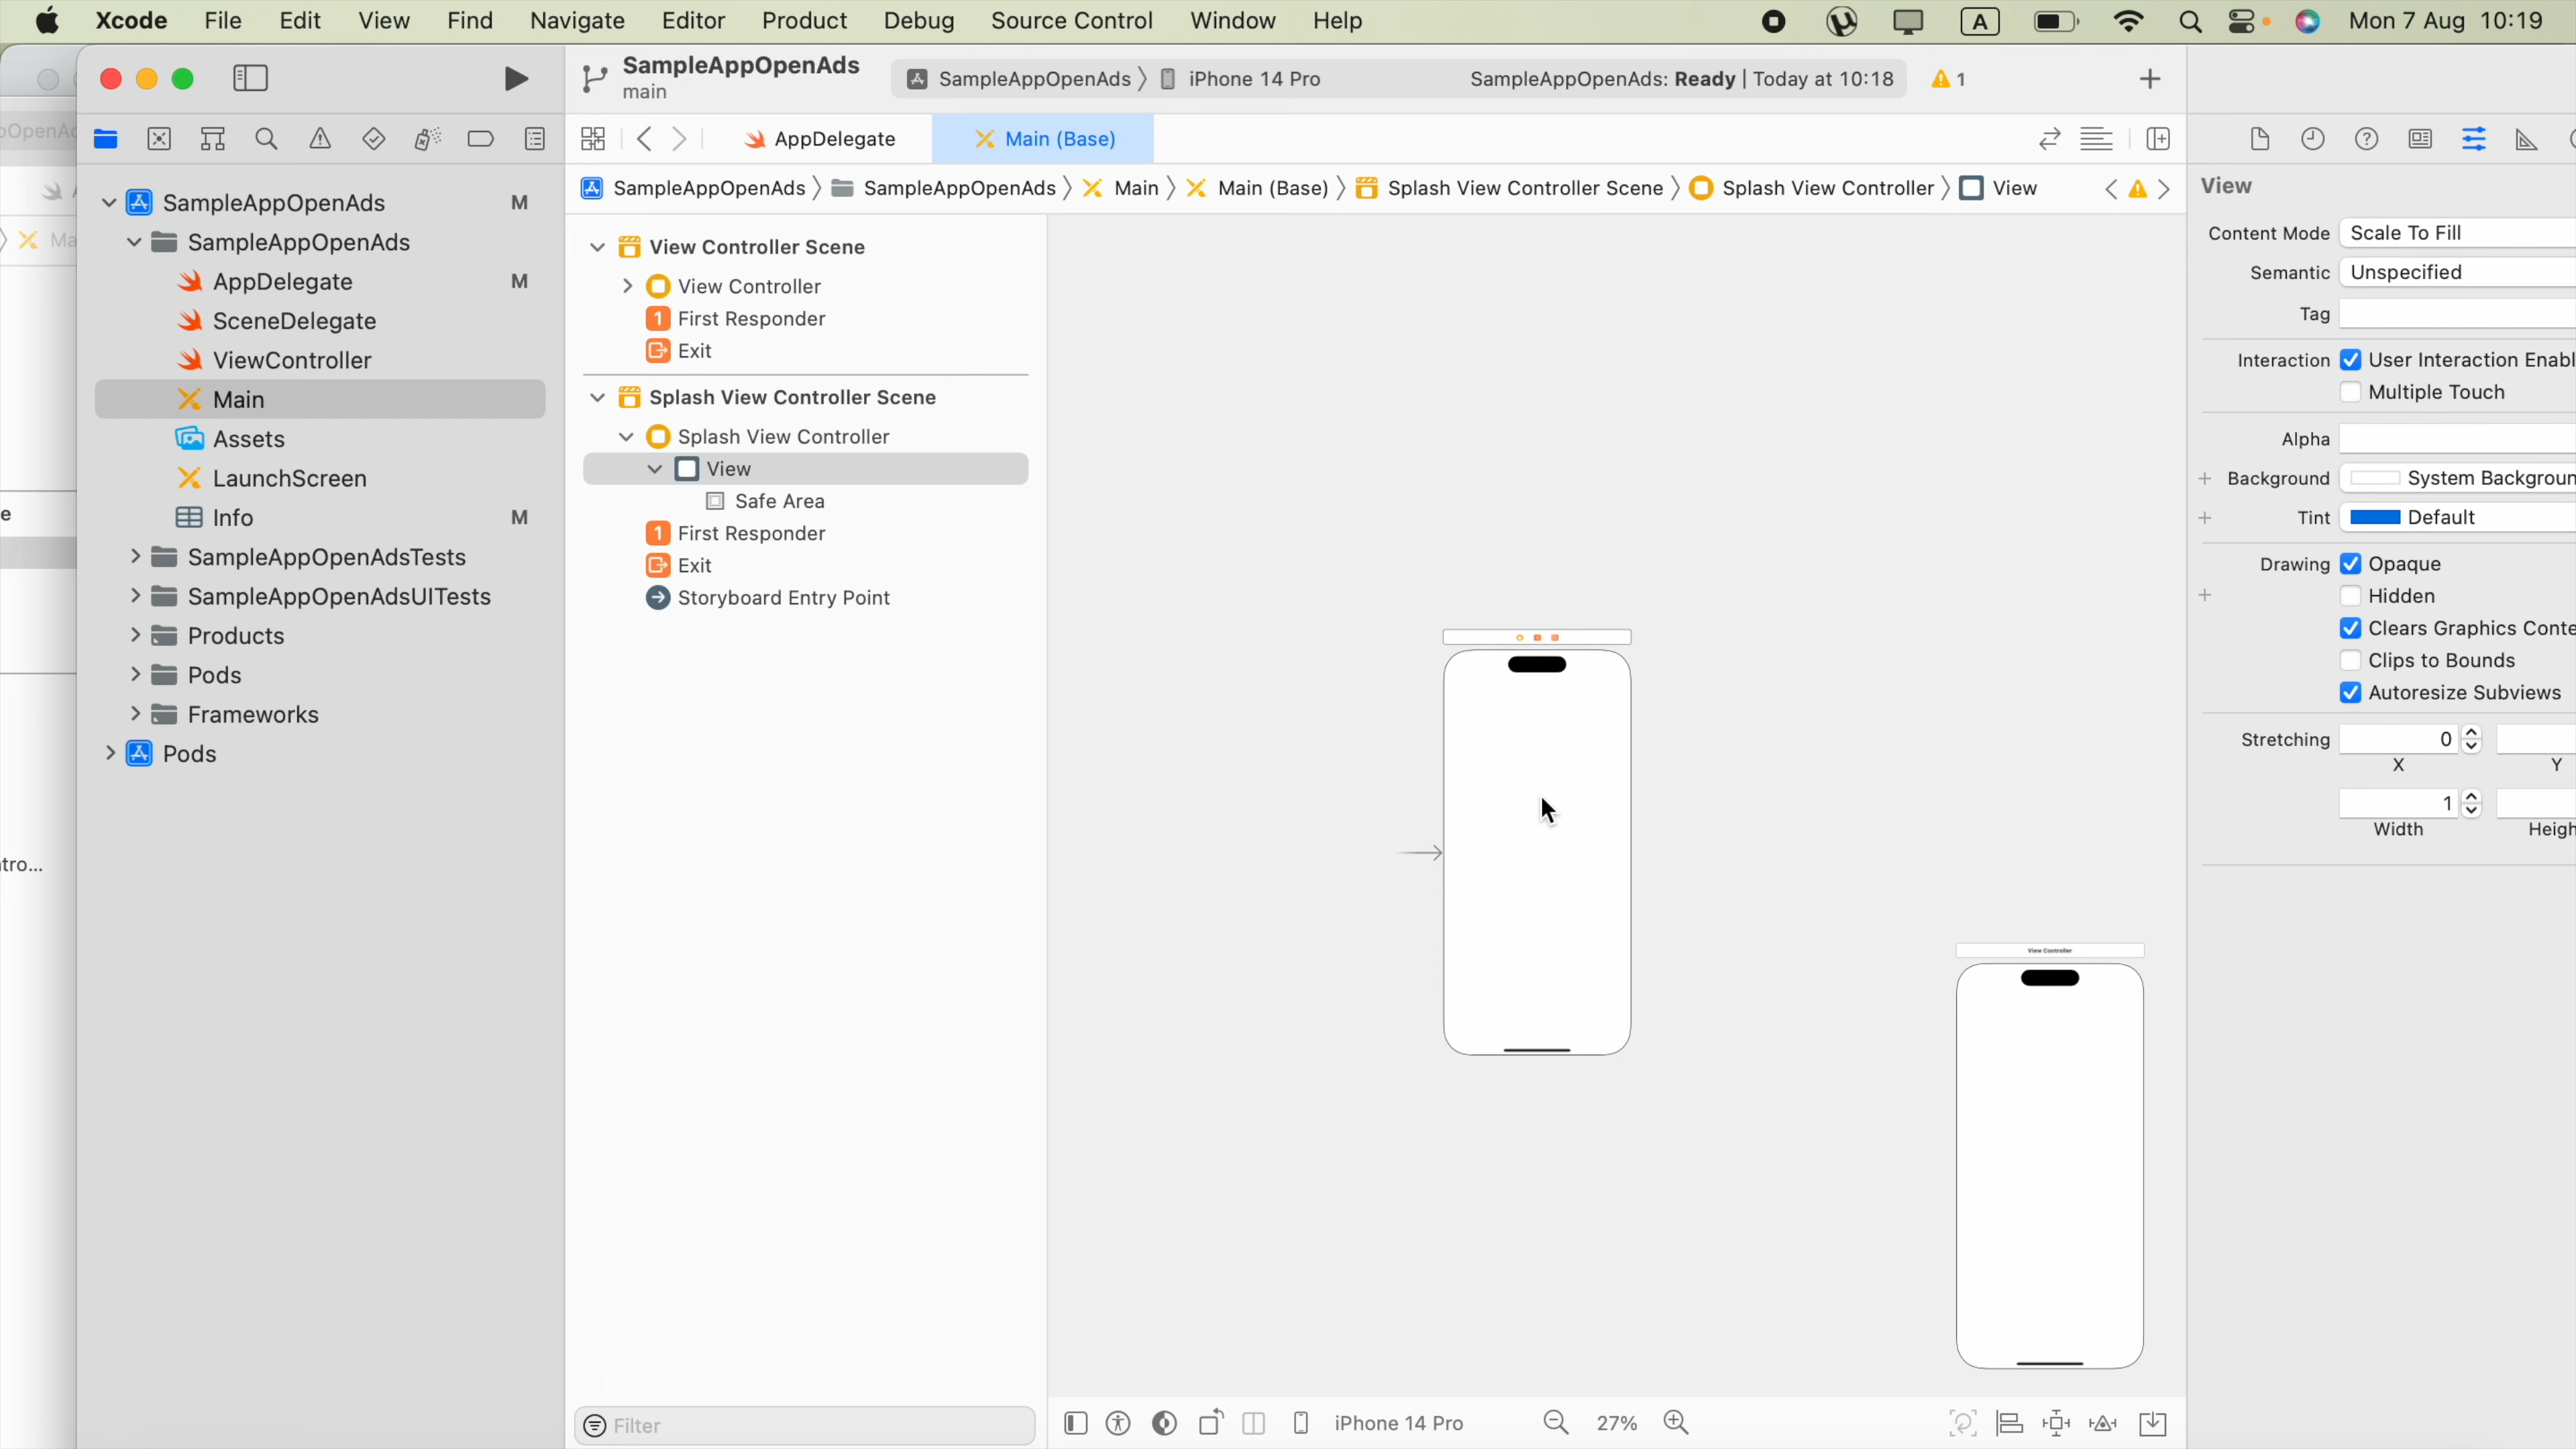 Xcode File Edit View Find Navigate Editor Product Debug Source Control Window Help A Mon 7 Aug 10:19
SampleAppOpenAds
main
SampleAppOpenAds iPhone 14 Pro SampleAppOpenAds: Ready | Today at 10:18 1
AppDelegate Main (Base)
SampleAppOpenAds SampleAppOpenAds Main Main (Base) Splash View Controller Scene Splash View Controller View
SampleAppOpenAds M
SampleAppOpenAds
AppDelegate M
SceneDelegate
ViewController
Main
Assets
LaunchScreen
Info M
SampleAppOpenAdsTests
SampleAppOpenAdsUITests
Products
Pods
Frameworks
Pods
View Controller Scene
View Controller
1 First Responder
Exit
Splash View Controller Scene
Splash View Controller
View
Safe Area
1 First Responder
Exit
Storyboard Entry Point
Filter
View Controller
iPhone 14 Pro 27%
View
Content Mode Scale To Fill
Semantic Unspecified
Tag
Interaction User Interaction Enabl
Multiple Touch
Alpha
Background System Backgroun
Tint Default
Drawing Opaque
Hidden
Clears Graphics Conte
Clips to Bounds
Autoresize Subviews
Stretching 0
X Y
1
Width Heigh
tro...